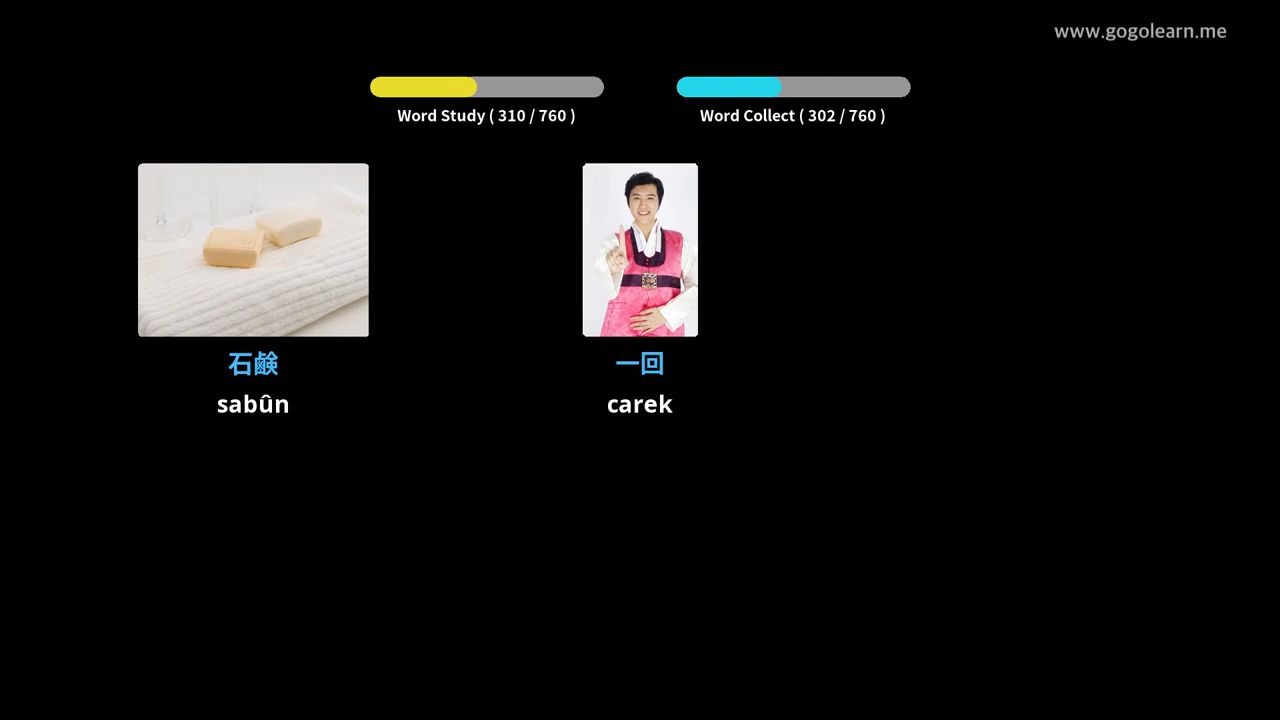 www.gogolearn.me
Word Study ( 310 / 760 )
Word Collect ( 302 / 760 )
石鹸
sabûn
一回
carek